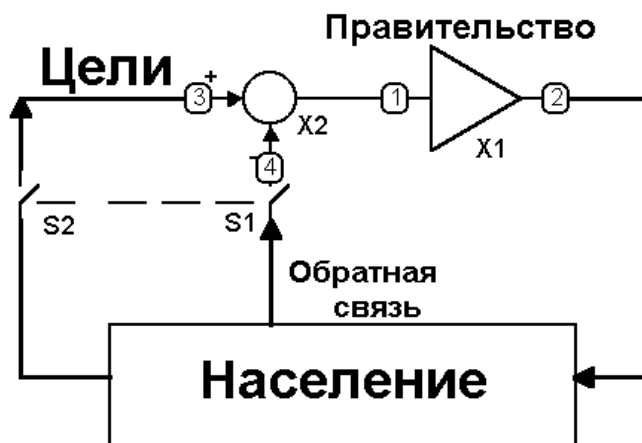 Правительство
Цели
3
+
X2
1
2
X1
-
4
S2
S1
Обратная
связь
Население